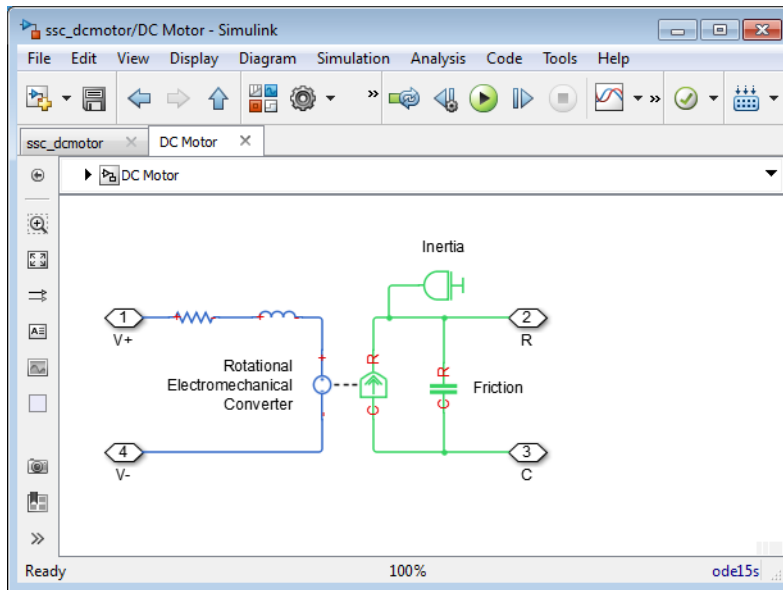 ssc_dcmotor/DC Motor - Simulink
File Edit View Display Diagram Simulation Analysis Code Tools Help
» »
ssc_dcmotor DC Motor
DC Motor
Inertia
1
V+
2
R
Rotational
Electromechanical
Converter
+
-
R
C
R
C
Friction
4
V-
3
C
Ready 100% ode15s